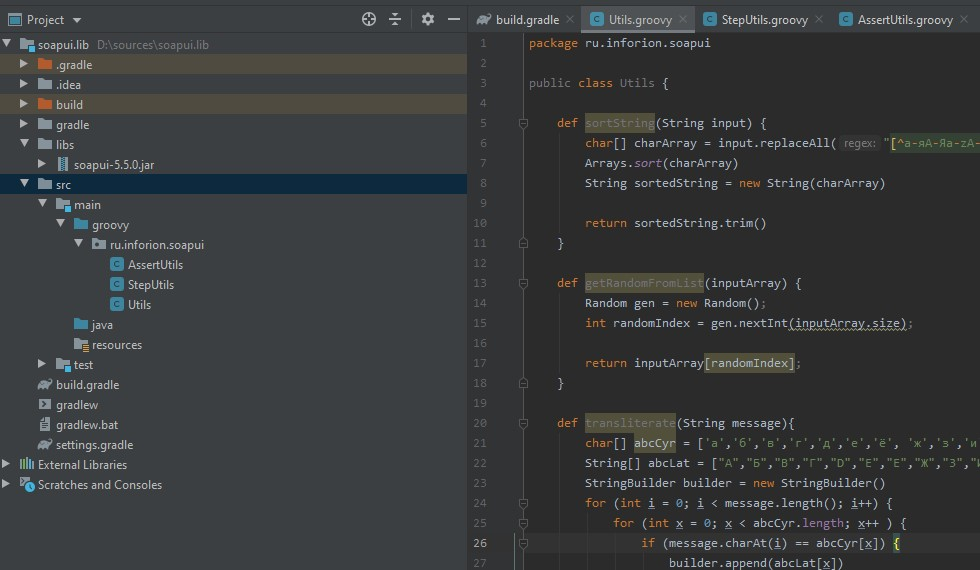 Project
soapui.lib D:\sources\soapui.lib
.gradle
.idea
build
gradle
libs
soapui-5.5.0.jar
src
main
groovy
ru.inforion.soapui
AssertUtils
StepUtils
Utils
java
resources
test
build.gradle
gradlew
gradlew.bat
settings.gradle
External Libraries
Scratches and Consoles
build.gradle × Utils.groovy × StepUtils.groovy × AssertUtils.groovy ×
1 package ru.inforion.soapui
2
3 public class Utils {
4
5 def sortString(String input) {
6 char[] charArray = input.replaceAll( regex: "[^а-яА-Яa-zA-
7 Arrays.sort(charArray)
8 String sortedString = new String(charArray)
9
10 return sortedString.trim()
11 }
12
13 def getRandomFromList(inputArray) {
14 Random gen = new Random();
15 int randomIndex = gen.nextInt(inputArray.size);
16
17 return inputArray[randomIndex];
18 }
19
20 def transliterate(String message){
21 char[] abcCyr = ['а','б','в','г','д','е','ё', 'ж','з','и
22 String[] abcLat = ["А","Б","В","Г","D","Е","Е","Ж","З","И
23 StringBuilder builder = new StringBuilder()
24 for (int i = 0; i < message.length(); i++) {
25 for (int x = 0; x < abcCyr.length; x++ ) {
26 if (message.charAt(i) == abcCyr[x]) {
27 builder.append(abcLat[x])